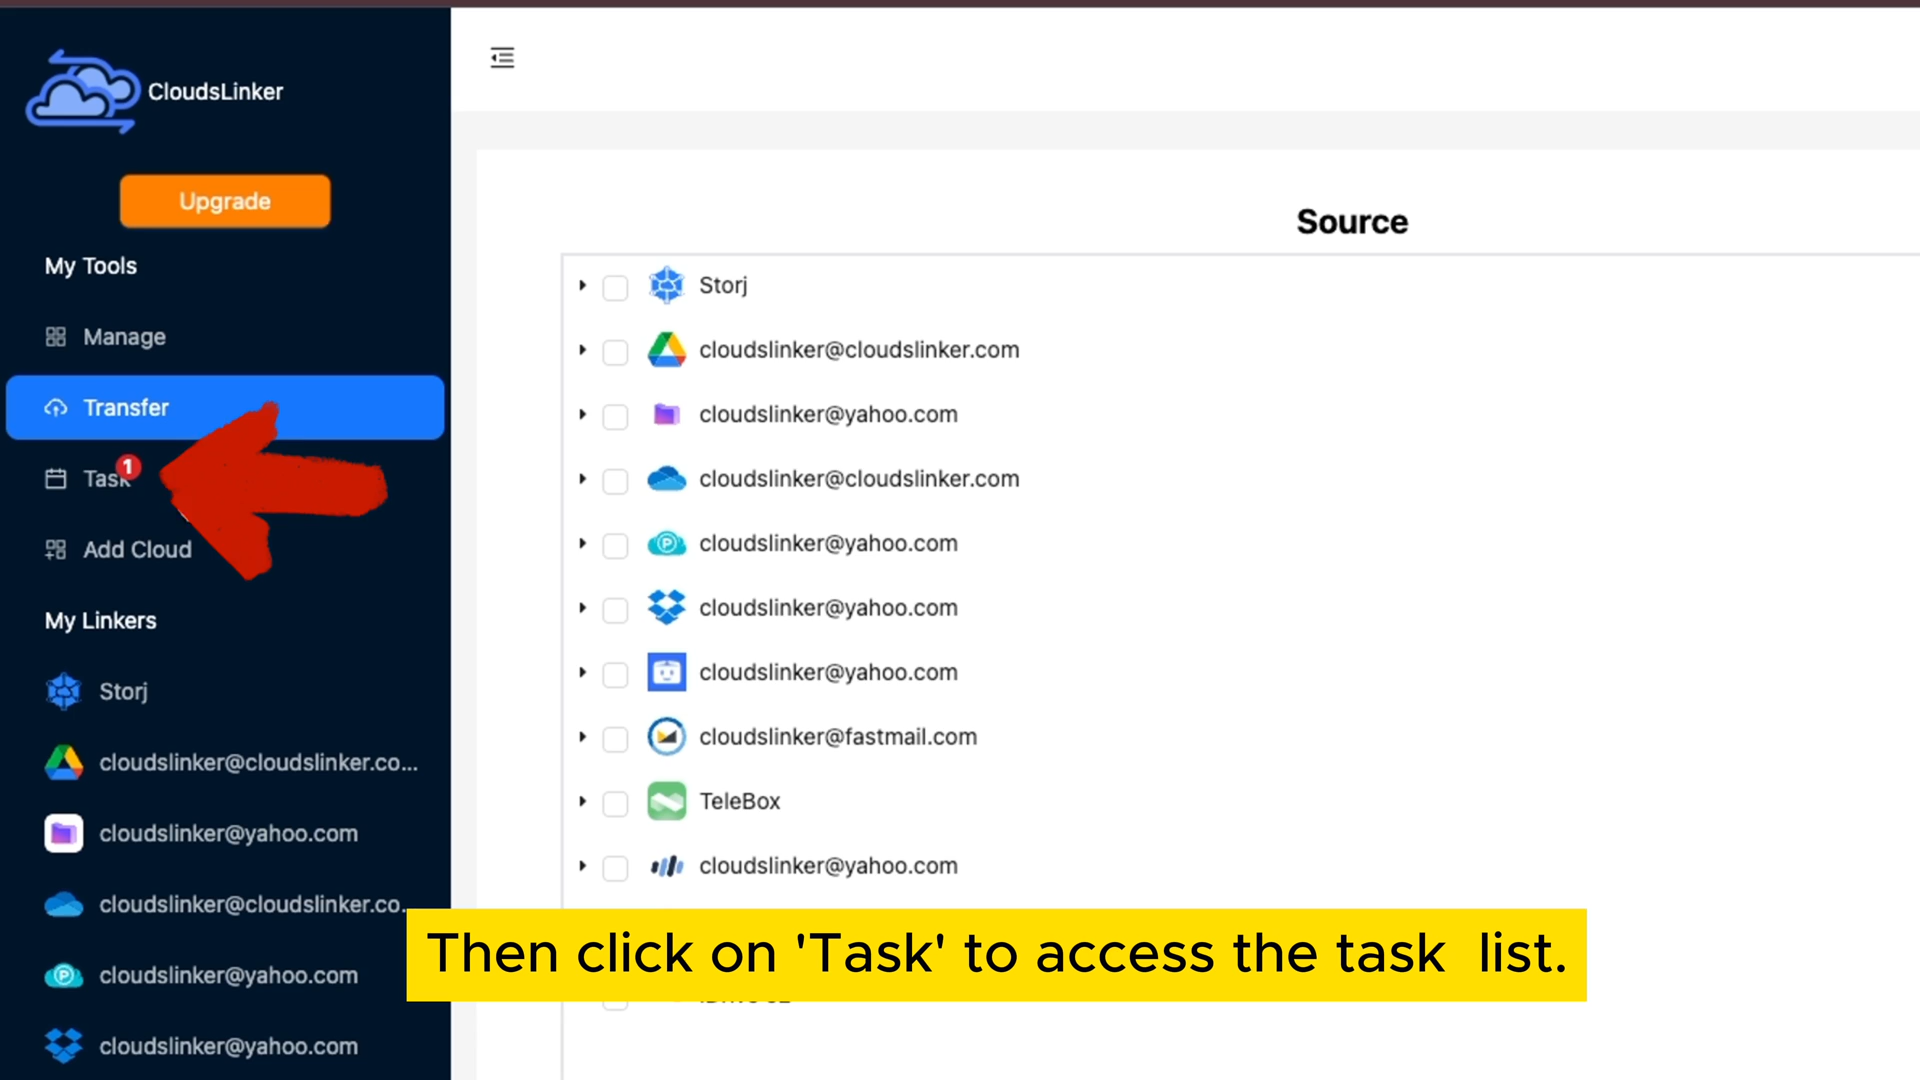 CloudsLinker
Upgrade
My Tools
Manage
Transfer
Task
1
Add Cloud
My Linkers
Storj
cloudslinker@cloudslinker.co...
cloudslinker@yahoo.com
cloudslinker@cloudslinker.co...
cloudslinker@yahoo.com
cloudslinker@yahoo.com
Source
Storj
cloudslinker@cloudslinker.com
cloudslinker@yahoo.com
cloudslinker@cloudslinker.com
cloudslinker@yahoo.com
cloudslinker@yahoo.com
cloudslinker@yahoo.com
cloudslinker@fastmail.com
TeleBox
cloudslinker@yahoo.com
Then click on 'Task' to access the task list.